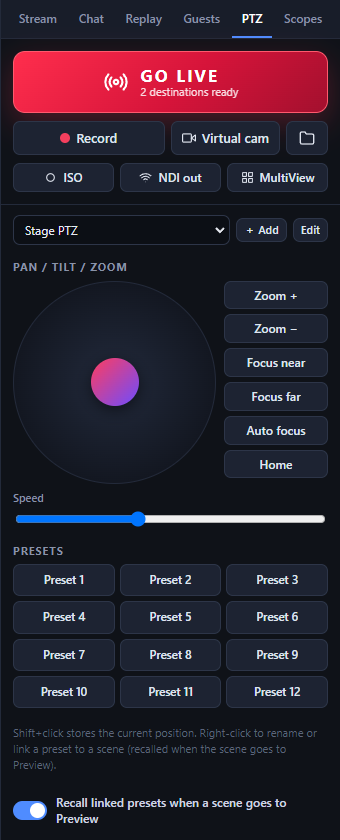 Stream Chat Replay Guests PTZ Scopes
GO LIVE
2 destinations ready
Record Virtual cam
ISO NDI out MultiView
Stage PTZ + Add Edit
PAN / TILT / ZOOM
Zoom +
Zoom −
Focus near
Focus far
Auto focus
Home
Speed
PRESETS
Preset 1 Preset 2 Preset 3
Preset 4 Preset 5 Preset 6
Preset 7 Preset 8 Preset 9
Preset 10 Preset 11 Preset 12
Shift+click stores the current position. Right-click to rename or
link a preset to a scene (recalled when the scene goes to
Preview).
Recall linked presets when a scene goes to
Preview